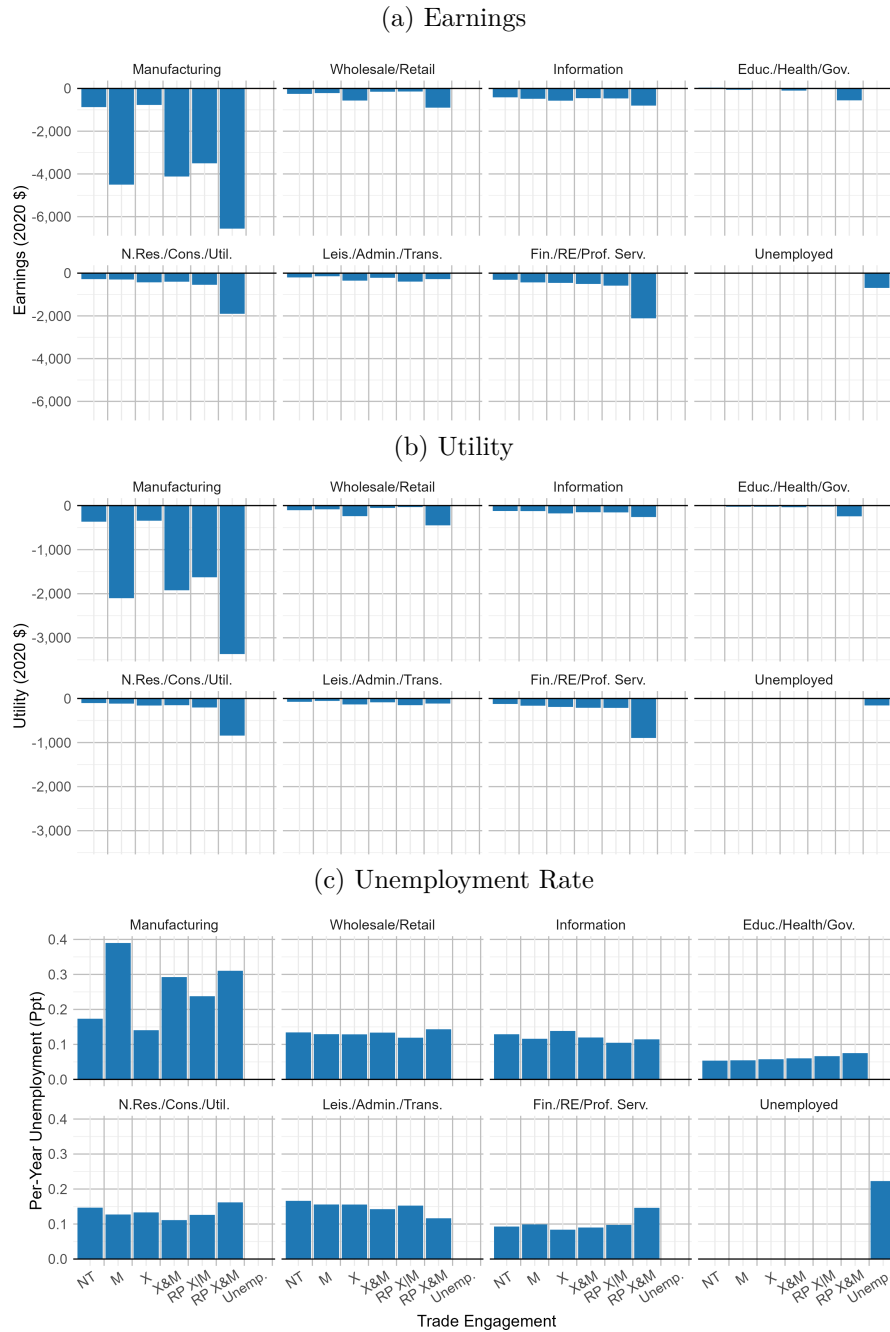 (a) Earnings
Manufacturing
Wholesale/Retail
Information
Educ./Health/Gov.
0
-2,000
-4,000
-6,000
N.Res./Cons./Util.
Leis./Admin./Trans.
Fin./RE/Prof. Serv.
Unemployed
0
-2,000
-4,000
-6,000
Earnings (2020 $)
(b) Utility
Manufacturing
Wholesale/Retail
Information
Educ./Health/Gov.
0
-1,000
-2,000
-3,000
N.Res./Cons./Util.
Leis./Admin./Trans.
Fin./RE/Prof. Serv.
Unemployed
0
-1,000
-2,000
-3,000
Utility (2020 $)
(c) Unemployment Rate
Manufacturing
Wholesale/Retail
Information
Educ./Health/Gov.
0.4
0.3
0.2
0.1
0.0
N.Res./Cons./Util.
Leis./Admin./Trans.
Fin./RE/Prof. Serv.
Unemployed
0.4
0.3
0.2
0.1
0.0
Per-Year Unemployment (Ppt)
NT M X X&M RP X|M RP X&M Unemp.
NT M X X&M RP X|M RP X&M Unemp.
NT M X X&M RP X|M RP X&M Unemp.
NT M X X&M RP X|M RP X&M Unemp.
Trade Engagement